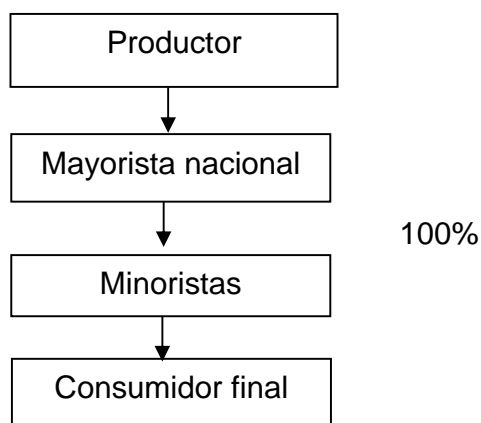 Productor
Mayorista nacional
100%
Minoristas
Consumidor final